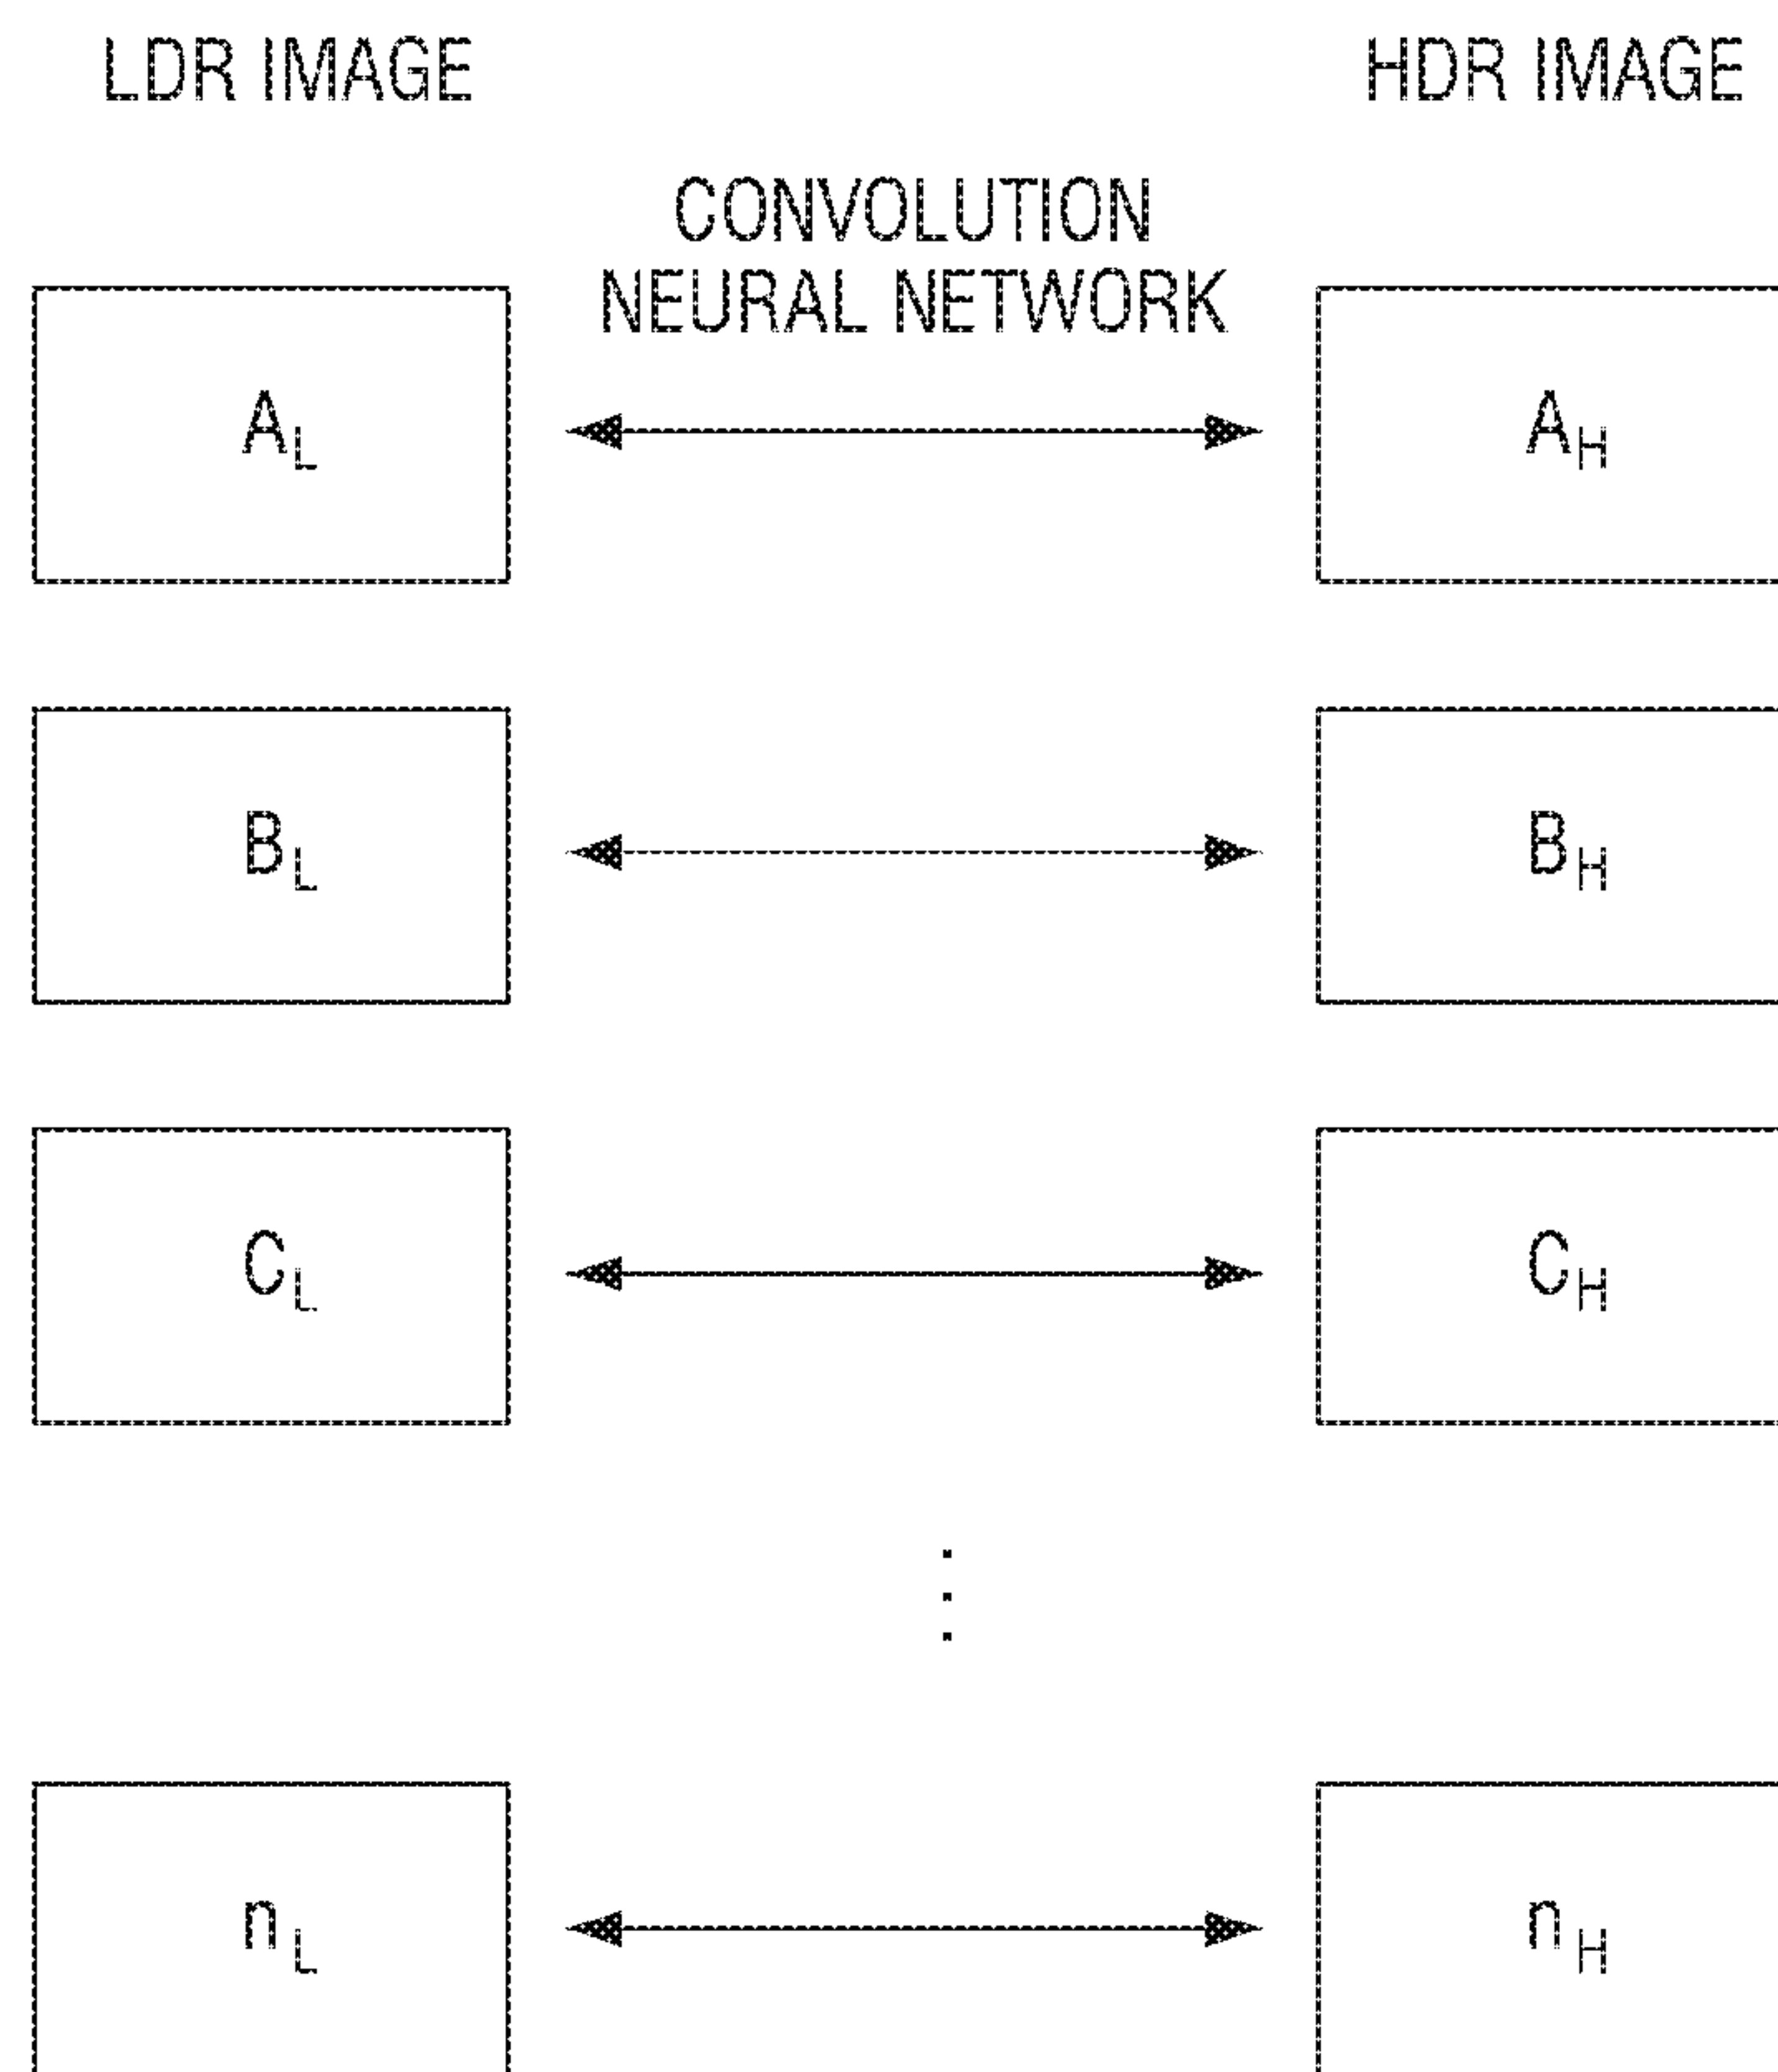 LDR IMAGE HDR IMAGE
CONVOLUTION
NEURAL NETWORK
A_L A_H
B_L B_H
C_L C_H
n_L n_H